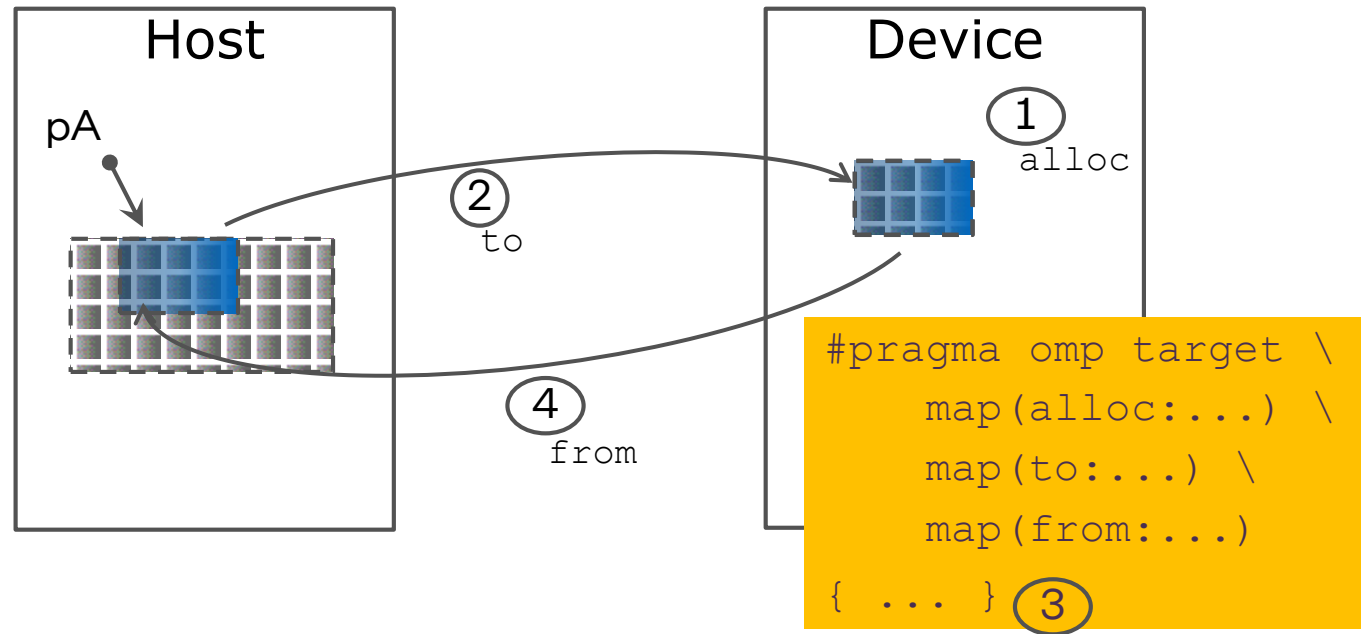 Host
Device
pA
1
alloc
2
to
4
from
#pragma omp target \
map(alloc:...) \
map(to:...) \
map(from:...)
{ ... } 3